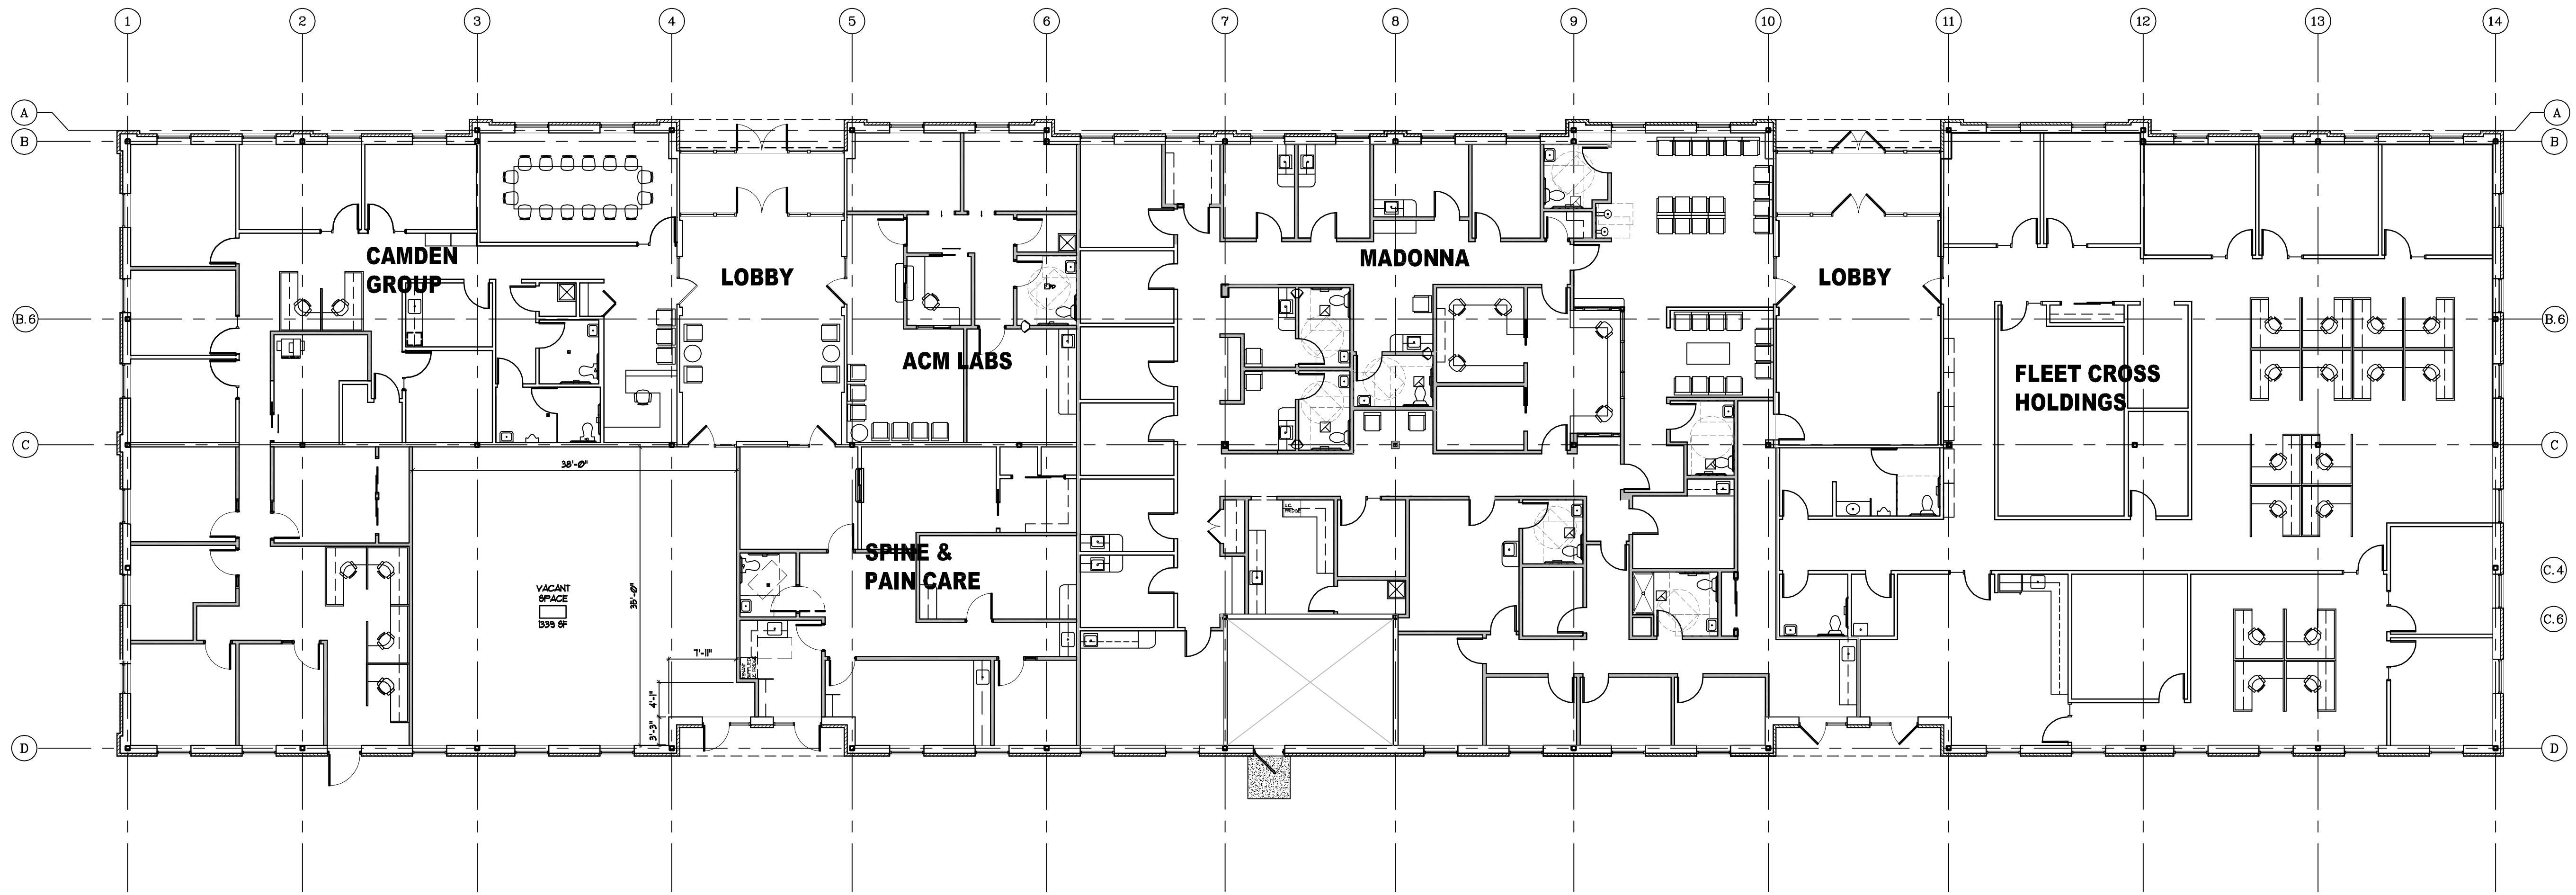 1 2 3 4 5 6 7 8 9 10 11 12 13 14
A A
B B
CAMDEN
GROUP
LOBBY
MADONNA
LOBBY
B.6 B.6
ACM LABS
FLEET CROSS
HOLDINGS
C C
38'-0"
U.C.
FRIDGE
SPINE &
PAIN CARE
VACANT
SPACE
1339 SF
35'-0"
C.4
C.6
7'-11"
4'-1"
3'-3"
D D